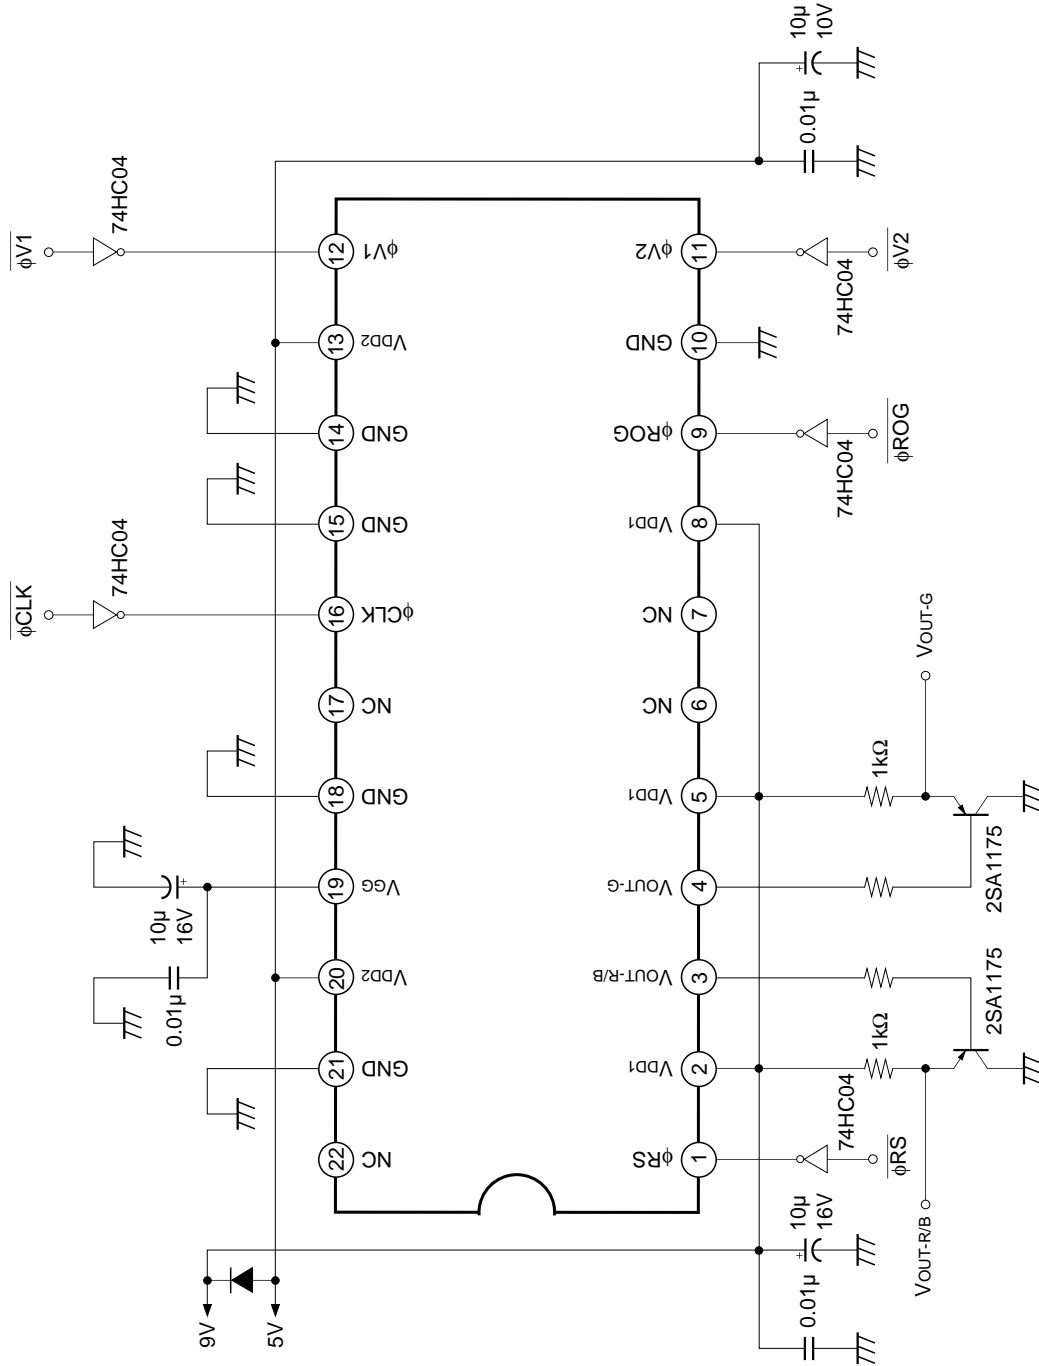 φV1
74HC04
φCLK
74HC04
10μ
16V
0.01μ
9V
5V
10μ
10V
0.01μ
22
21
20
19
18
17
16
15
14
13
12
NC
GND
VDD2
VGG
GND
NC
φCLK
GND
GND
VDD2
φV1
φRS
VDD1
VOUT-R/B
VOUT-G
VDD1
NC
NC
VDD1
φROG
GND
φV2
1
2
3
4
5
6
7
8
9
10
11
10μ
16V
0.01μ
74HC04
φRS
1kΩ
2SA1175
VOUT-R/B
1kΩ
2SA1175
VOUT-G
74HC04
φROG
74HC04
φV2